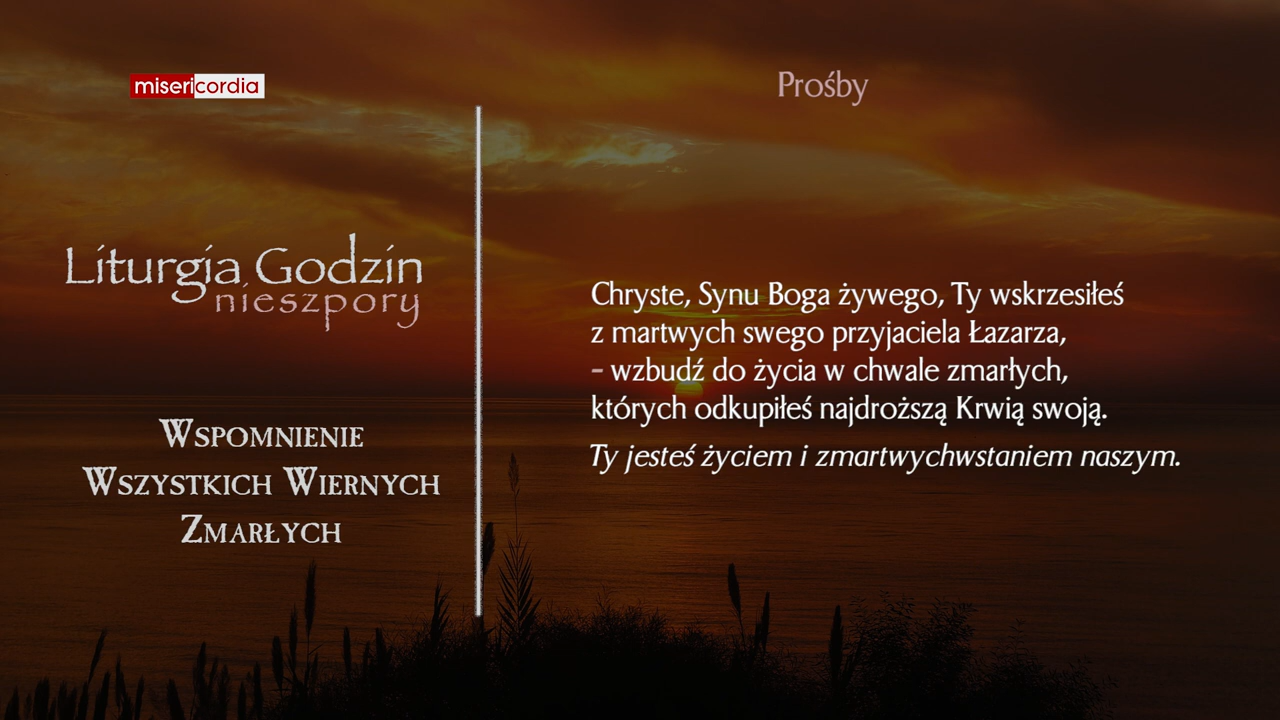 misericordia
Prośby
Liturgia Godzin
nieszpory
Wspomnienie
Wszystkich Wiernych
Zmarłych
Chryste, Synu Boga żywego, Ty wskrzesiłeś
z martwych swego przyjaciela Łazarza,
– wzbudź do życia w chwale zmarłych,
których odkupiłeś najdroższą Krwią swoją.
Ty jesteś życiem i zmartwychwstaniem naszym.